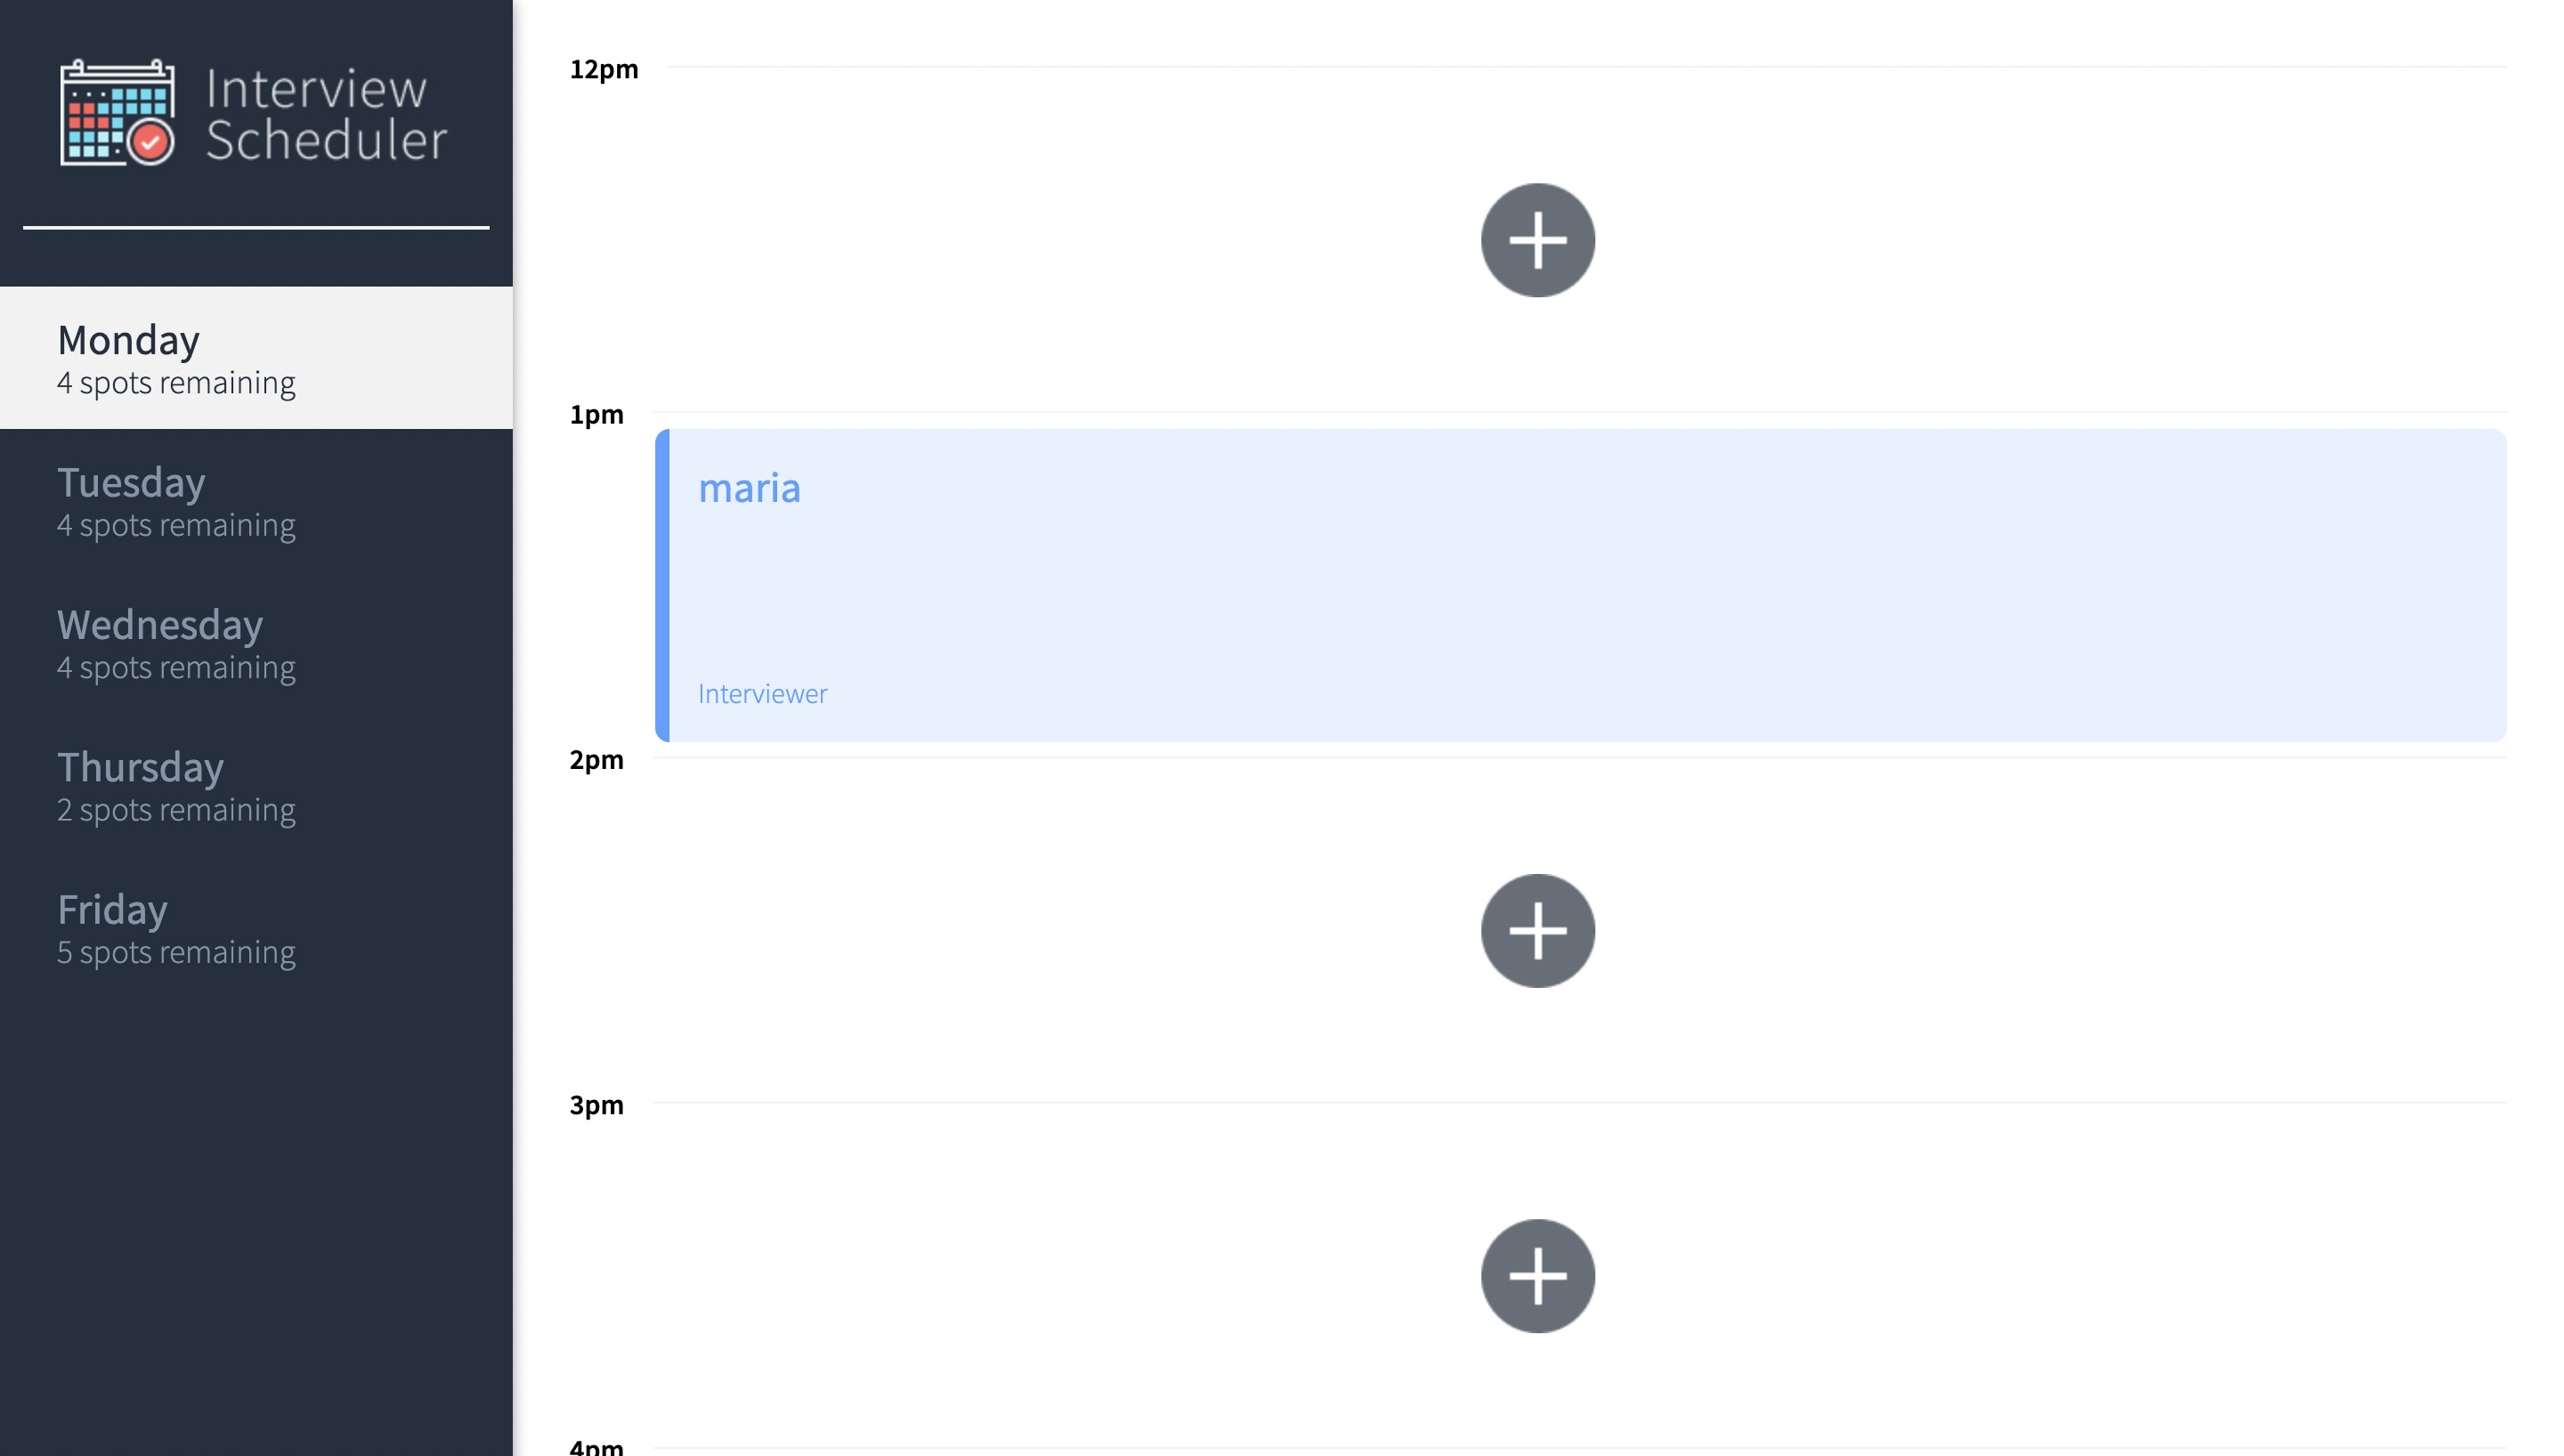 Interview
Scheduler
Monday
4 spots remaining
Tuesday
4 spots remaining
Wednesday
4 spots remaining
Thursday
2 spots remaining
Friday
5 spots remaining
12pm
1pm
maria
Interviewer
2pm
3pm
4pm